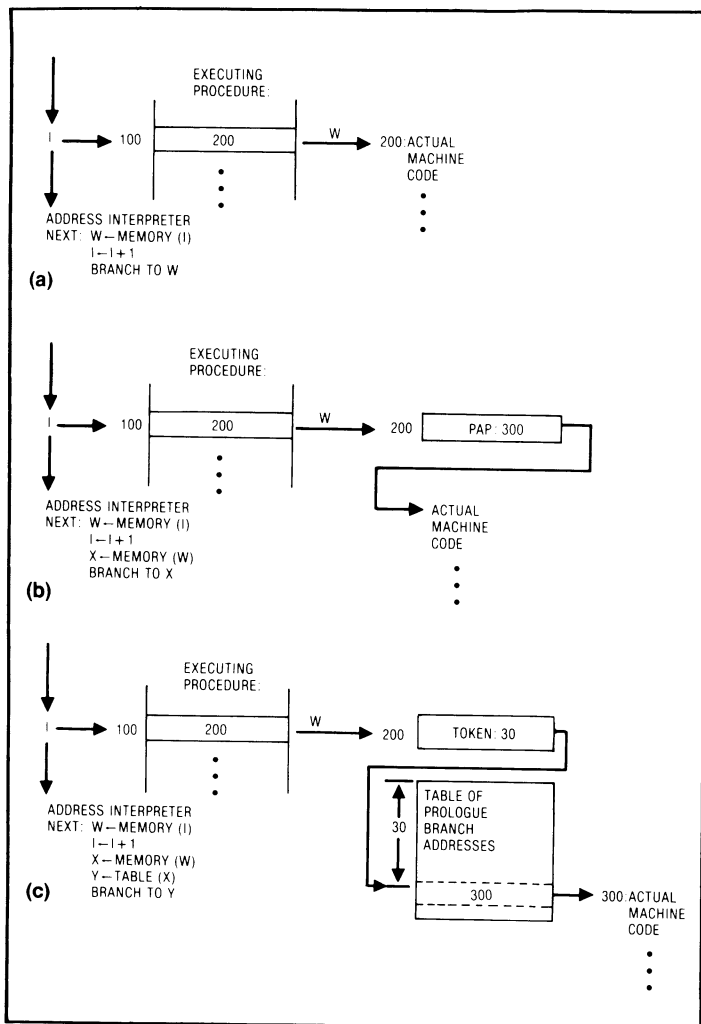 EXECUTING
PROCEDURE:
I
100
200
W
200:ACTUAL
MACHINE
CODE
ADDRESS INTERPRETER
NEXT: W←MEMORY (I)
I←I+1
BRANCH TO W
(a)
EXECUTING
PROCEDURE:
I
100
200
W
200
PAP: 300
ADDRESS INTERPRETER
NEXT: W←MEMORY (I)
I←I+1
X←MEMORY (W)
BRANCH TO X
ACTUAL
MACHINE
CODE
(b)
EXECUTING
PROCEDURE:
I
100
200
W
200
TOKEN: 30
ADDRESS INTERPRETER
NEXT: W←MEMORY (I)
I←I+1
X←MEMORY (W)
Y←TABLE (X)
BRANCH TO Y
TABLE OF
PROLOGUE
BRANCH
ADDRESSES
30
300
300:ACTUAL
MACHINE
CODE
(c)